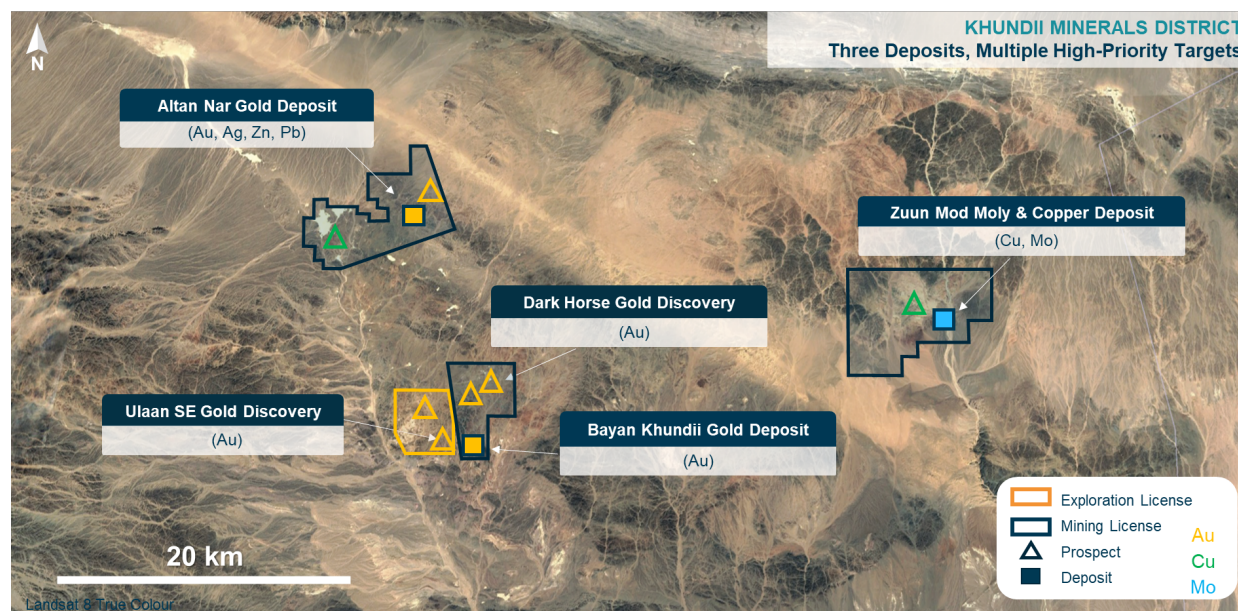 KHUNDII MINERALS DISTRICT
Three Deposits, Multiple High-Priority Targets
N
Altan Nar Gold Deposit
(Au, Ag, Zn, Pb)
Zuun Mod Moly & Copper Deposit
(Cu, Mo)
Dark Horse Gold Discovery
(Au)
Ulaan SE Gold Discovery
(Au)
Bayan Khundii Gold Deposit
(Au)
Exploration License
Mining License
Prospect
Deposit
Au
Cu
Mo
20 km
Landsat 8 True Colour